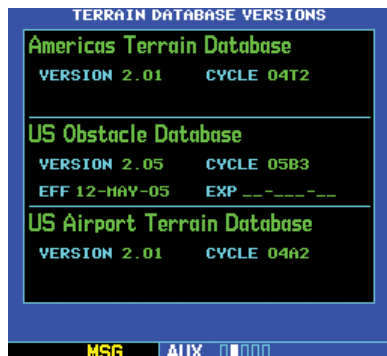 TERRAIN DATABASE VERSIONS
Americas Terrain Database
VERSION 2.01 CYCLE 04T2
US Obstacle Database
VERSION 2.05 CYCLE 05B3
EFF 12-MAY-05 EXP __-___-__
US Airport Terrain Database
VERSION 2.01 CYCLE 04A2
MSG AUX